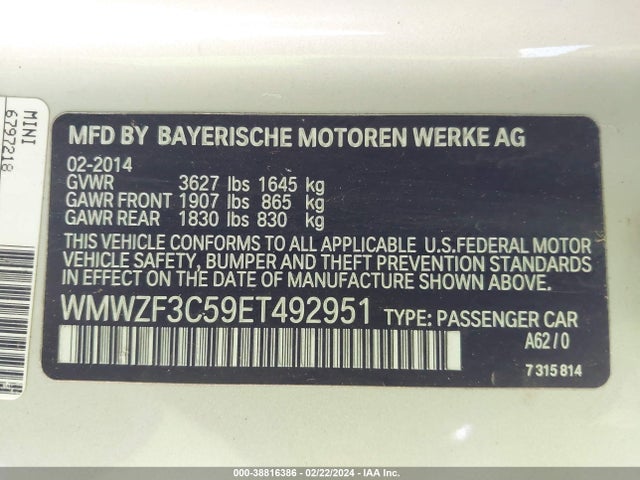 MFD BY BAYERISCHE MOTOREN WERKE AG
02-2014
GVWR 3627 lbs 1645 kg
GAWR FRONT 1907 lbs 865 kg
GAWR REAR 1830 lbs 830 kg
THIS VEHICLE CONFORMS TO ALL APPLICABLE U.S.FEDERAL MOTOR
VEHICLE SAFETY, BUMPER AND THEFT PREVENTION STANDARDS
IN EFFECT ON THE DATE OF MANUFACTURE SHOWN ABOVE.
WMWZF3C59ET492951 TYPE: PASSENGER CAR
A62/0
7 315 814
MINI
6797218
000-38816386 - 02/22/2024 - IAAI, Inc.